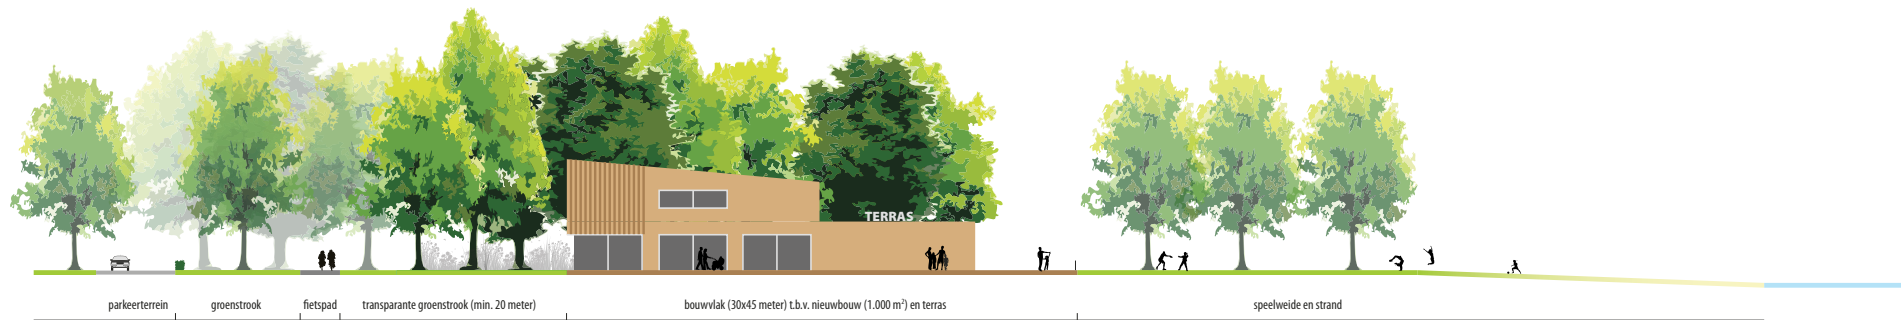 TERRAS
parkeerterrein
groenstrook
fietspad
transparante groenstrook (min. 20 meter)
bouwvlak (30x45 meter) t.b.v. nieuwbouw (1.000 m²) en terras
speelweide en strand